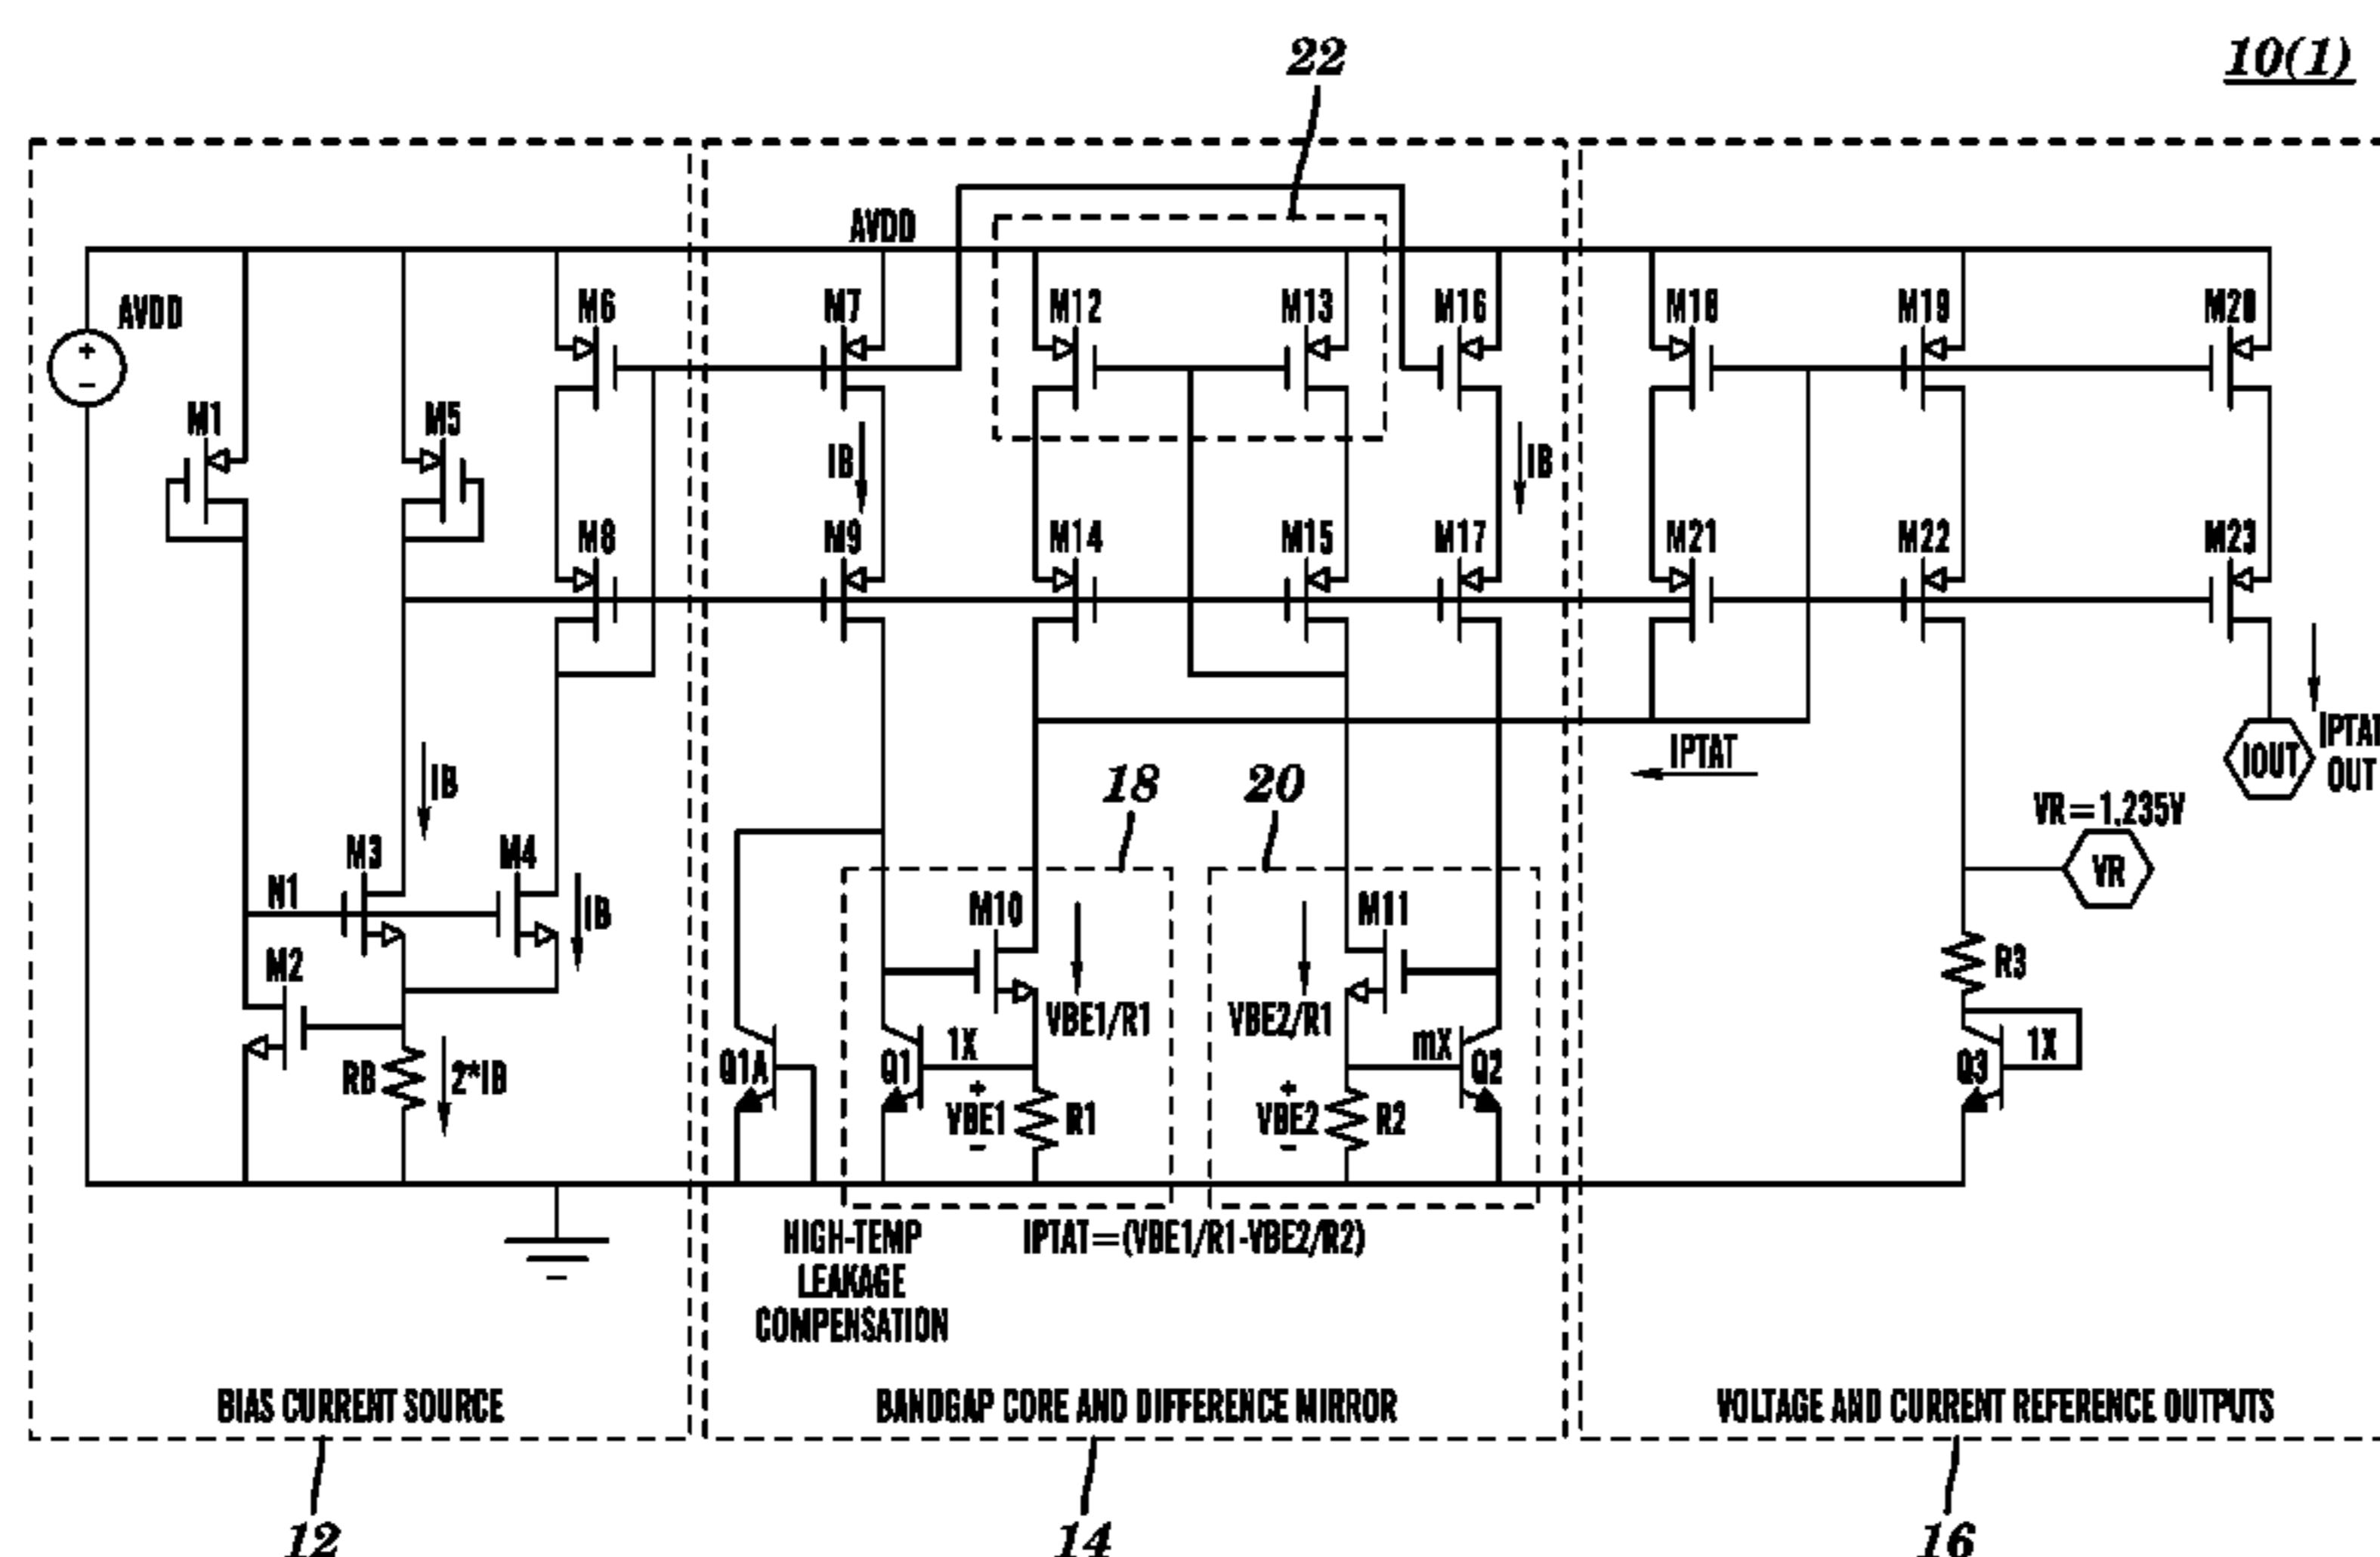 22
10(1)
AVDD
AVDD
M6
M7
M12
M13
M16
M18
M19
M20
M1
M5
IB
IB
M8
M9
M14
M15
M17
M21
M22
M23
IB
18
20
IPTAT
IOUT
IPTAT
OUT
VR=1.235V
VR
M3
M4
N1
IB
M10
M11
M2
VBE1/R1
VBE2/R1
R3
RB
2*IB
Q1A
Q1
1X
mX
Q2
Q3
1X
+
VBE1
-
R1
+
VBE2
-
R2
+
-
HIGH-TEMP
LEAKAGE
COMPENSATION
IPTAT=(VBE1/R1-VBE2/R2)
BIAS CURRENT SOURCE
BANDGAP CORE AND DIFFERENCE MIRROR
VOLTAGE AND CURRENT REFERENCE OUTPUTS
12
14
16